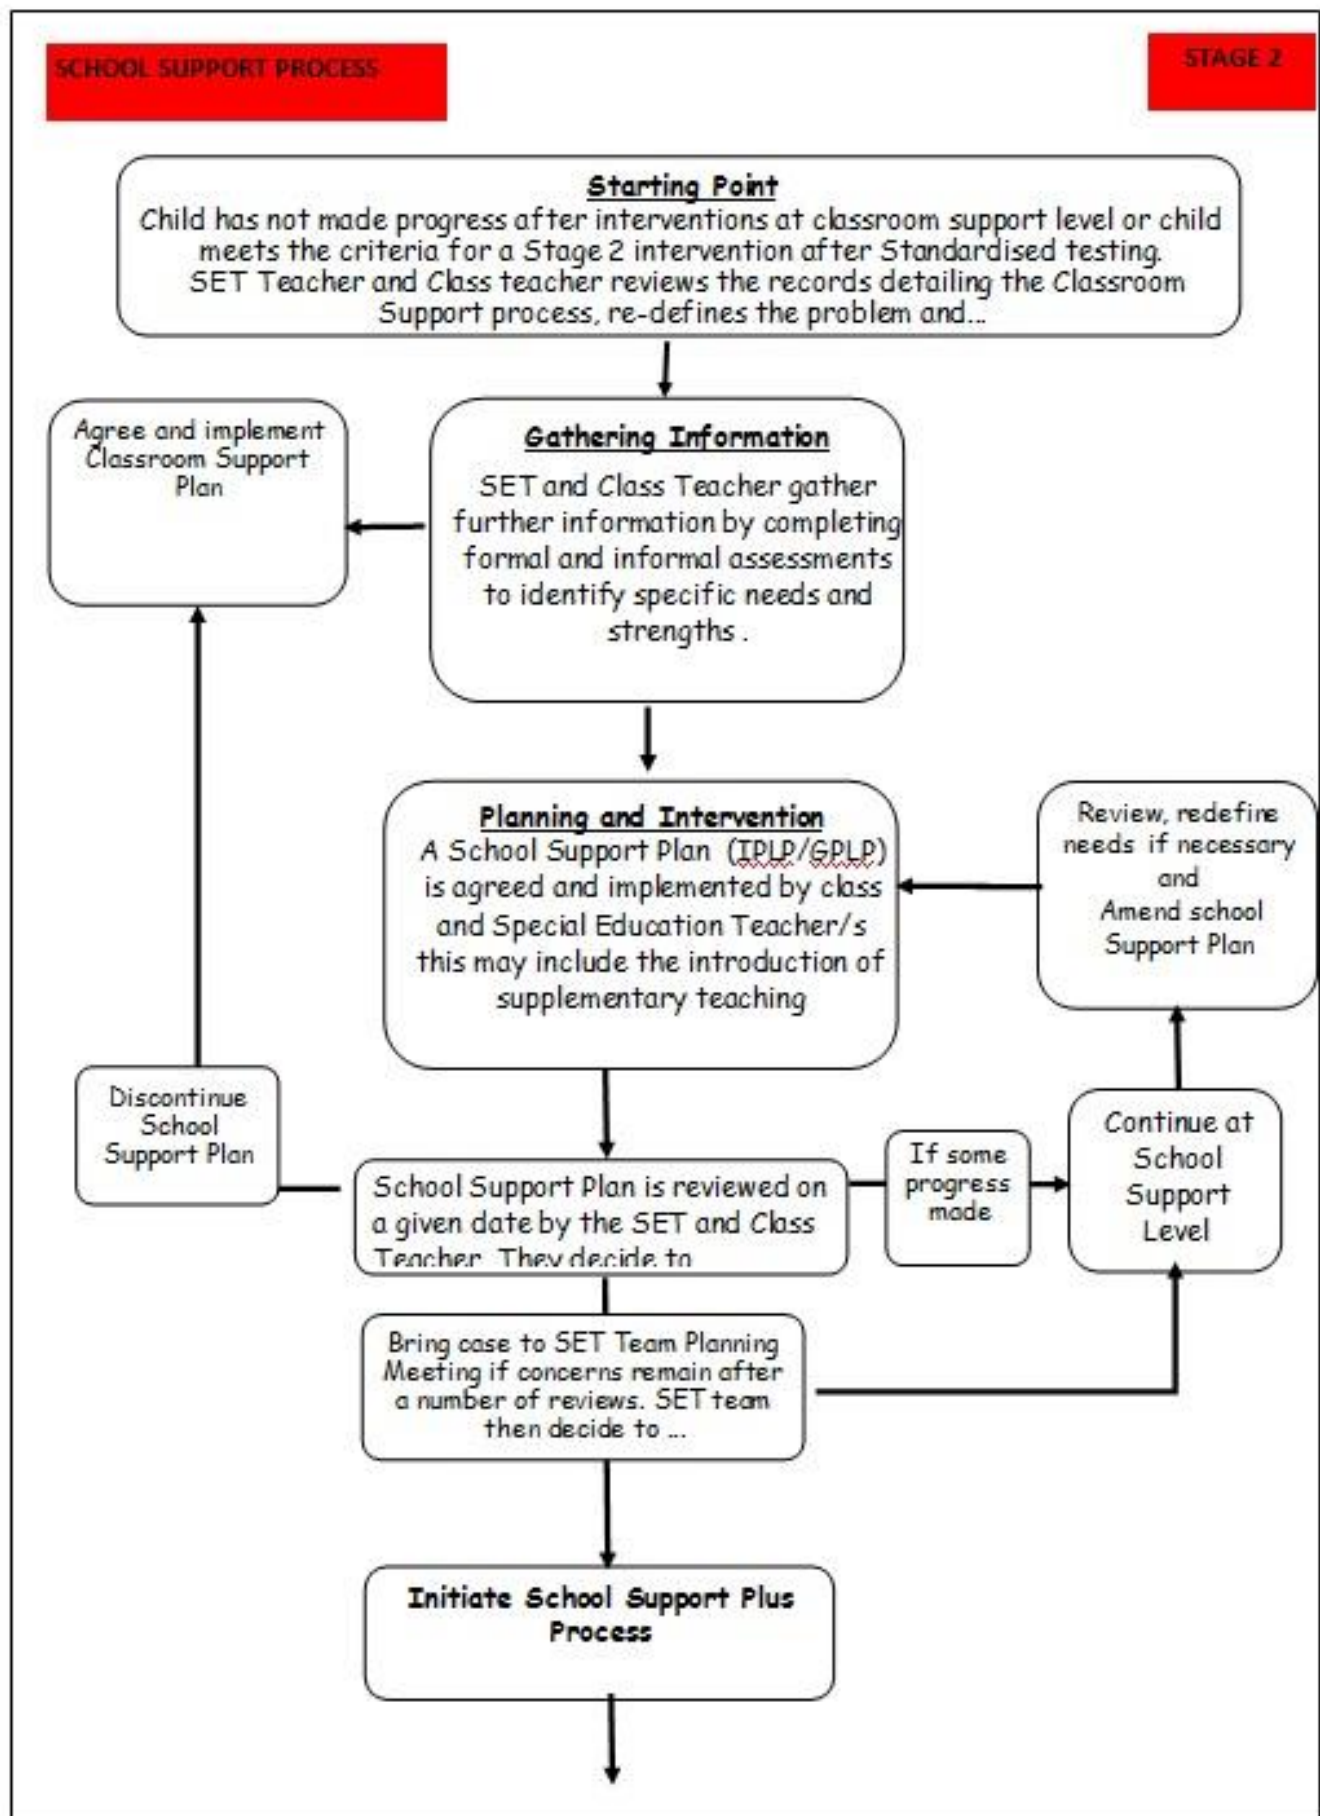 SCHOOL SUPPORT PROCESS
STAGE 2
Starting Point
Child has not made progress after interventions at classroom support level or child
meets the criteria for a Stage 2 intervention after Standardised testing.
SET Teacher and Class teacher reviews the records detailing the Classroom
Support process, re-defines the problem and...
Agree and implement
Classroom Support
Plan
Gathering Information
SET and Class Teacher gather
further information by completing
formal and informal assessments
to identify specific needs and
strengths .
Planning and Intervention
A School Support Plan (IPLP/GPLP)
is agreed and implemented by class
and Special Education Teacher/s
this may include the introduction of
supplementary teaching
Review, redefine
needs if necessary
and
Amend school
Support Plan
Discontinue
School
Support Plan
School Support Plan is reviewed on
a given date by the SET and Class
Teacher. They decide to
If some
progress
made
Continue at
School
Support
Level
Bring case to SET Team Planning
Meeting if concerns remain after
a number of reviews. SET team
then decide to ...
Initiate School Support Plus
Process